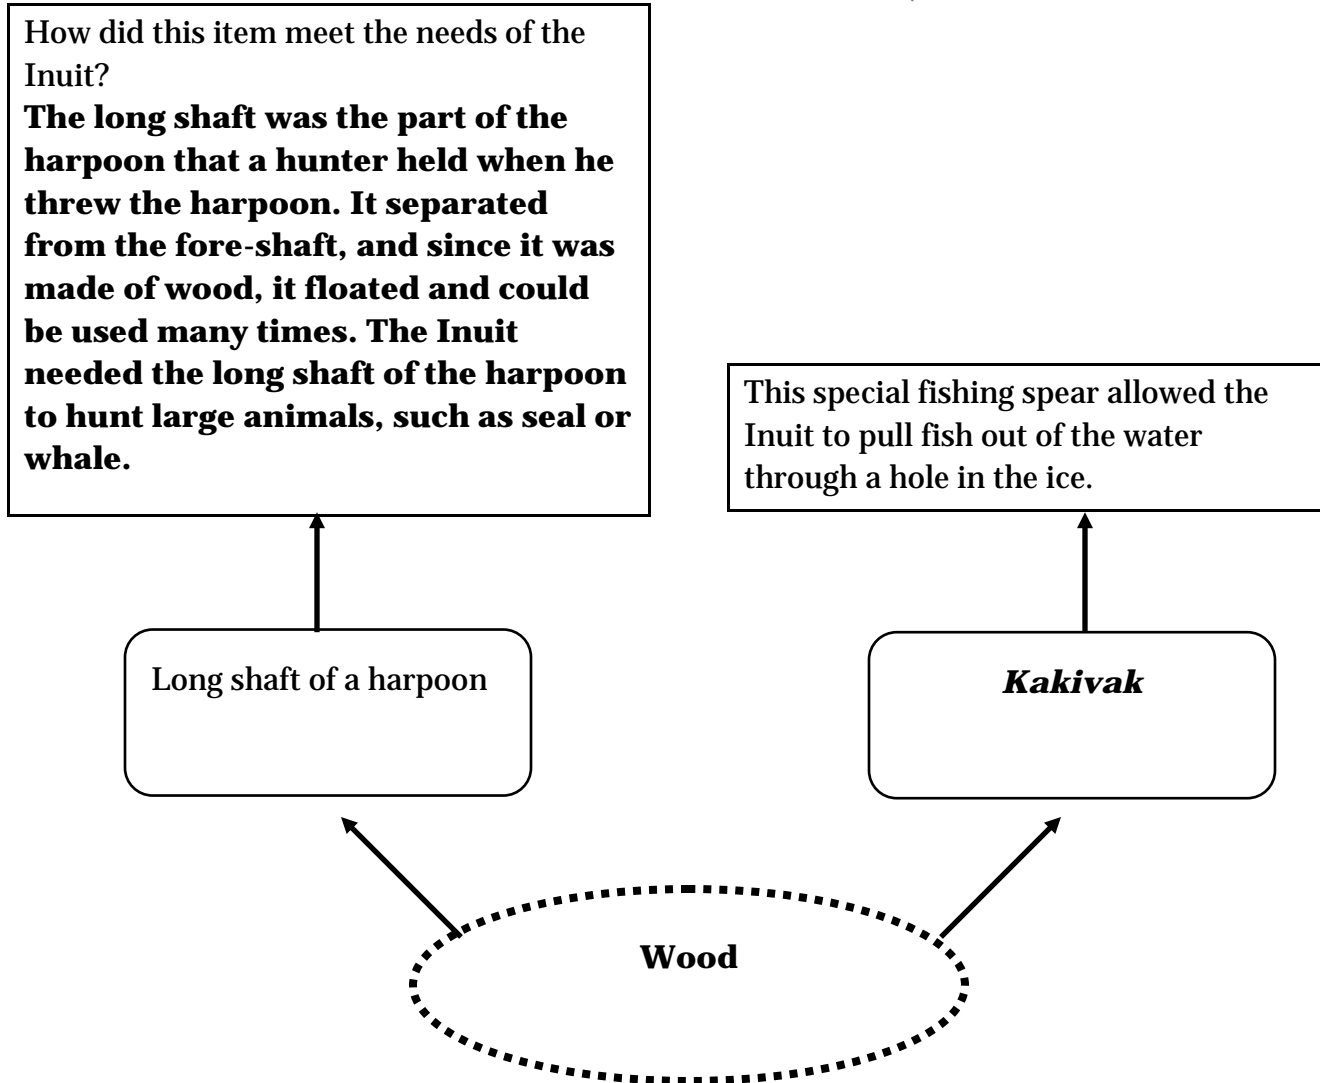 How did this item meet the needs of the
Inuit?
The long shaft was the part of the
harpoon that a hunter held when he
threw the harpoon. It separated
from the fore-shaft, and since it was
made of wood, it floated and could
be used many times. The Inuit
needed the long shaft of the harpoon
to hunt large animals, such as seal or
whale.
This special fishing spear allowed the
Inuit to pull fish out of the water
through a hole in the ice.
Long shaft of a harpoon
Kakivak
Wood